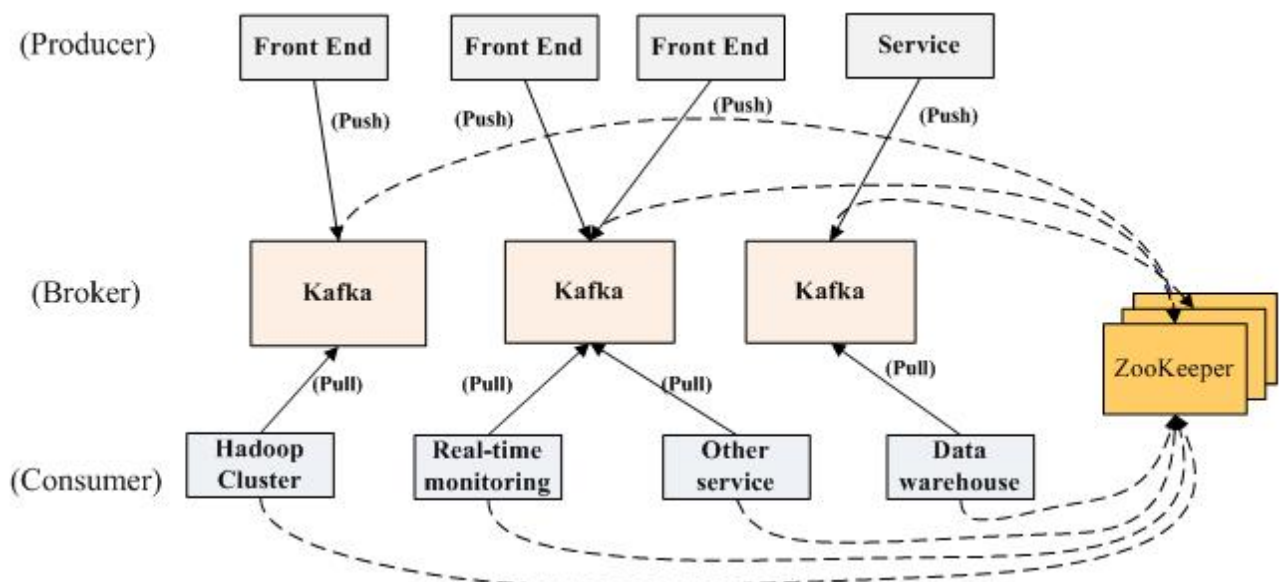 (Producer)
Front End
Front End
Front End
Service
(Push)
(Push)
(Push)
(Push)
(Broker)
Kafka
Kafka
Kafka
ZooKeeper
(Pull)
(Pull)
(Pull)
(Pull)
(Consumer)
Hadoop
Cluster
Real-time
monitoring
Other
service
Data
warehouse